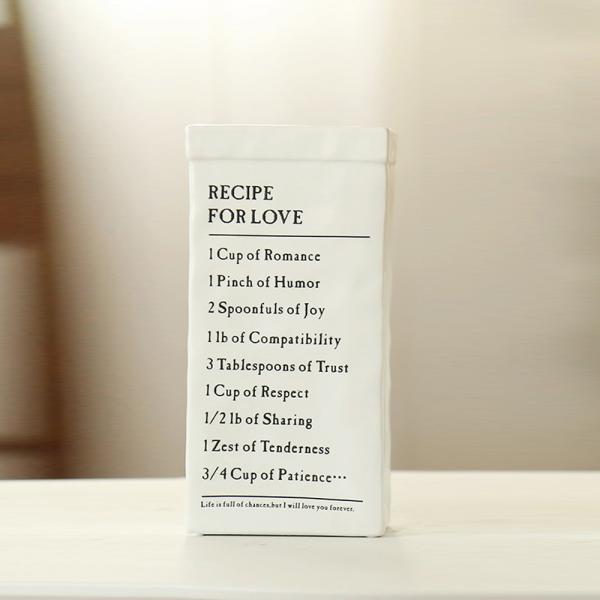 RECIPE
FOR LOVE
1 Cup of Romance
1 Pinch of Humor
2 Spoonfuls of Joy
1 lb of Compatibility
3 Tablespoons of Trust
1 Cup of Respect
1/2 lb of Sharing
1 Zest of Tenderness
3/4 Cup of Patience···
Life is full of chances,but I will love you forever.